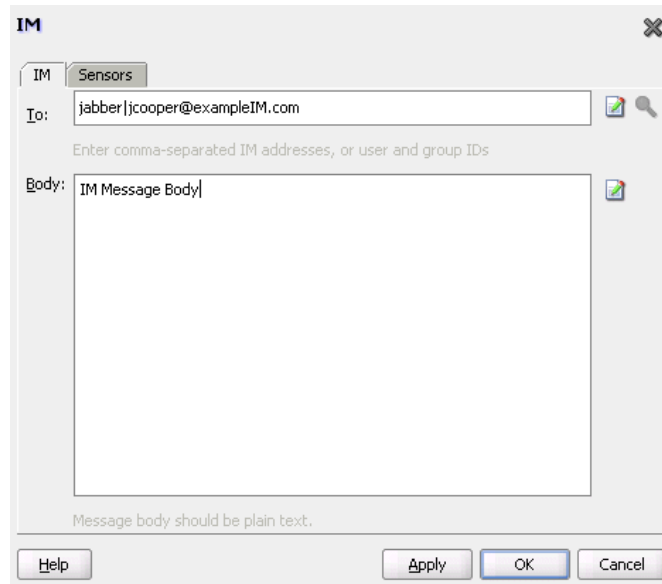 IM
IM Sensors
To: jabber|jcooper@exampleIM.com
Enter comma-separated IM addresses, or user and group IDs
Body: IM Message Body
Message body should be plain text.
Help Apply OK Cancel